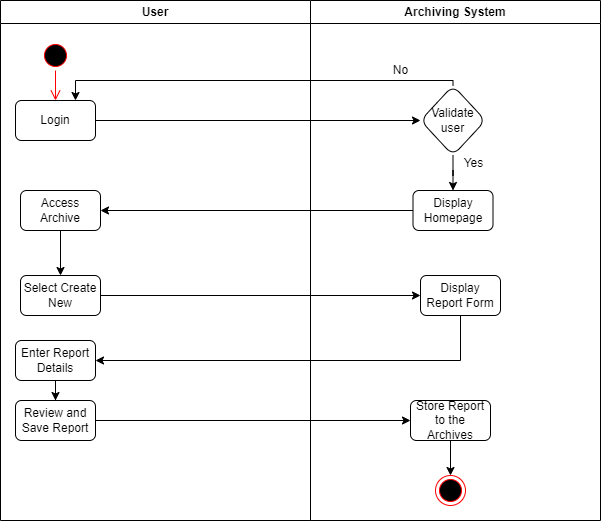 User
Archiving System
No
Login
Validate
user
Yes
Access
Archive
Display
Homepage
Select Create
New
Display
Report Form
Enter Report
Details
Review and
Save Report
Store Report
to the
Archives